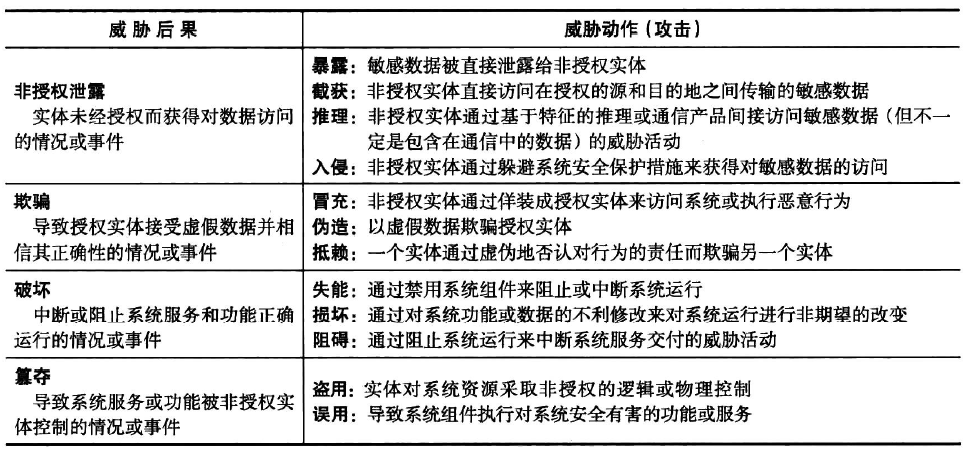 威胁后果
威胁动作(攻击)
非授权泄露
实体未经授权而获得对数据访问
的情况或事件
暴露：敏感数据被直接泄露给非授权实体
截获：非授权实体直接访问在授权的源和目的地之间传输的敏感数据
推理：非授权实体通过基于特征的推理或通信产品间接访问敏感数据(但不一
定是包含在通信中的数据)的威胁活动
入侵：非授权实体通过躲避系统安全保护措施来获得对敏感数据的访问
欺骗
导致授权实体接受虚假数据并相
信其正确性的情况或事件
冒充：非授权实体通过佯装成授权实体来访问系统或执行恶意行为
伪造：以虚假数据欺骗授权实体
抵赖：一个实体通过虚伪地否认对行为的责任而欺骗另一个实体
破坏
中断或阻止系统服务和功能正确
运行的情况或事件
失能：通过禁用系统组件来阻止或中断系统运行
损坏：通过对系统功能或数据的不利修改来对系统运行进行非期望的改变
阻碍：通过阻止系统运行来中断系统服务交付的威胁活动
篡夺
导致系统服务或功能被非授权实
体控制的情况或事件
盗用：实体对系统资源采取非授权的逻辑或物理控制
误用：导致系统组件执行对系统安全有害的功能或服务